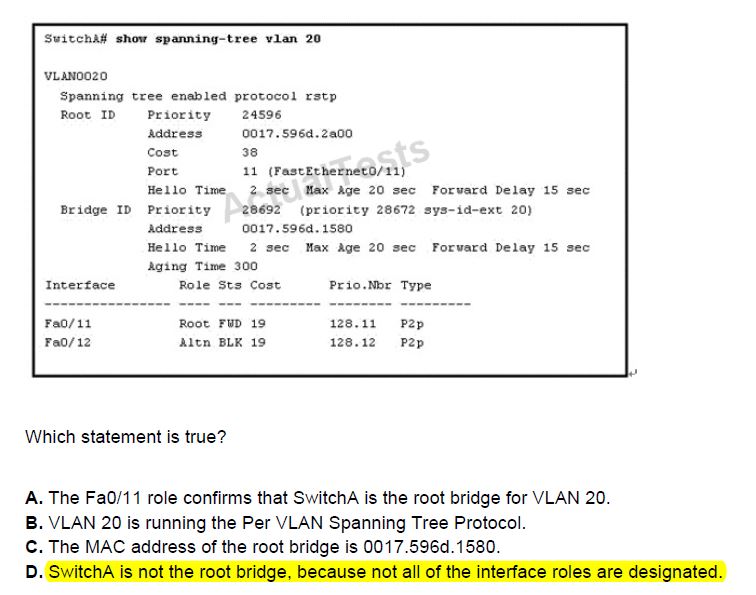 SwitchA# show spanning-tree vlan 20
VLAN0020
Spanning tree enabled protocol rstp
Root ID Priority 24596
Address 0017.596d.2a00
Cost 38
Port 11 (FastEthernet0/11)
Hello Time 2 sec Max Age 20 sec Forward Delay 15 sec
Bridge ID Priority 28692 (priority 28672 sys-id-ext 20)
Address 0017.596d.1580
Hello Time 2 sec Max Age 20 sec Forward Delay 15 sec
Aging Time 300
Interface Role Sts Cost Prio.Nbr Type
------------------- ---- --- --------- -------- ----------
Fa0/11 Root FWD 19 128.11 P2p
Fa0/12 Altn BLK 19 128.12 P2p
ActualTests
Which statement is true?
A. The Fa0/11 role confirms that SwitchA is the root bridge for VLAN 20.
B. VLAN 20 is running the Per VLAN Spanning Tree Protocol.
C. The MAC address of the root bridge is 0017.596d.1580.
D. SwitchA is not the root bridge, because not all of the interface roles are designated.